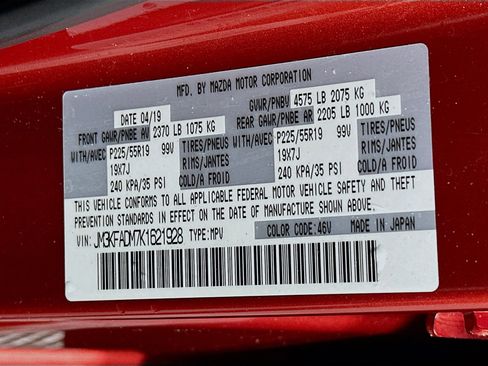 MFD. BY MAZDA MOTOR CORPORATION
DATE 04/19 GVWR/PNBV 4575 LB 2075 KG
FRONT GAWR/PNBE AV 2370 LB 1075 KG REAR GAWR/PNBE AR 2205 LB 1000 KG
WITH/AVEC P225/55R19 99V TIRES/PNEUS WITH/AVEC P225/55R19 99V TIRES/PNEUS
19X7J RIMS/JANTES 19X7J RIMS/JANTES
240 KPA/35 PSI COLD/A FROID 240 KPA/35 PSI COLD/A FROID
THIS VEHICLE CONFORMS TO ALL APPLICABLE FEDERAL MOTOR VEHICLE SAFETY AND THEFT
PREVENTION STANDARDS IN EFFECT ON THE DATE OF MANUFACTURE SHOWN ABOVE.
VIN: JM3KFADM7K1621928 TYPE: MPV COLOR CODE: 46V MADE IN JAPAN